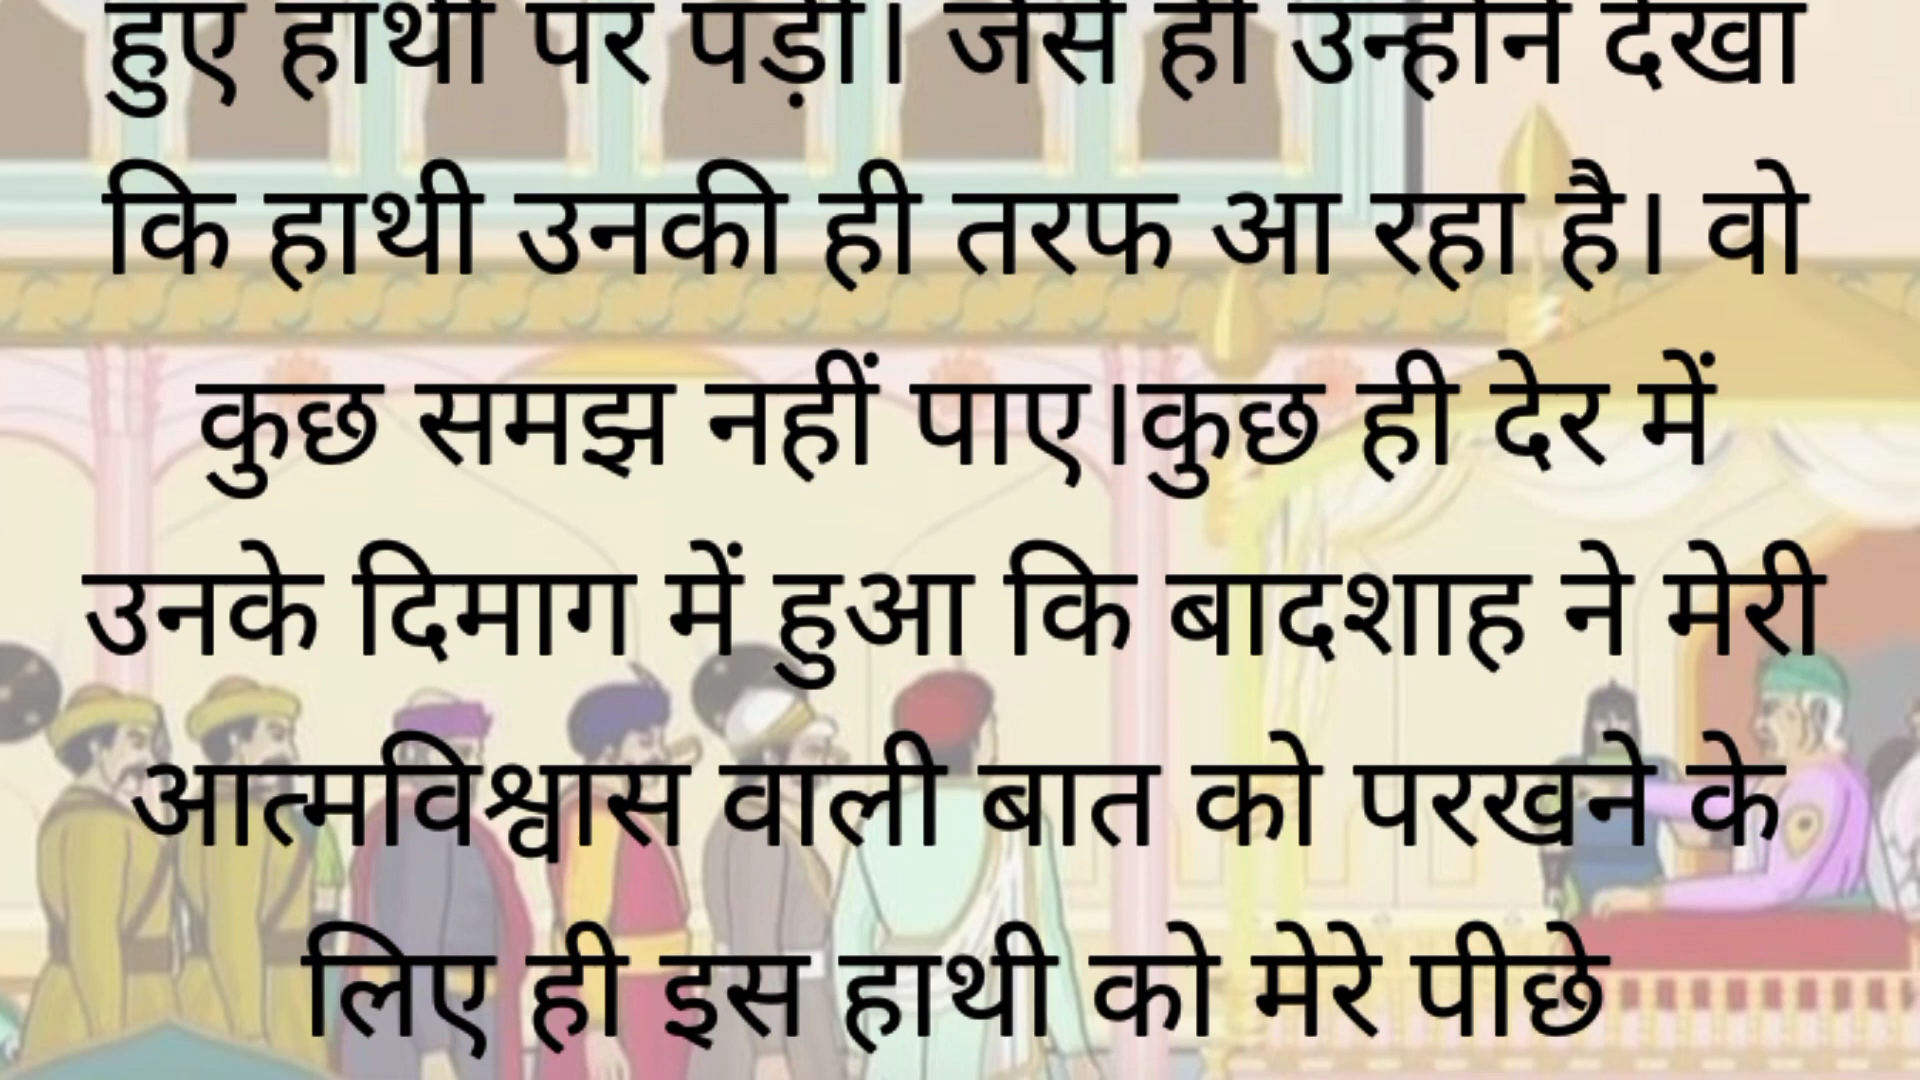 हुए हाथी पर पड़ी। जैसे ही उन्होंने देखा
कि हाथी उनकी ही तरफ आ रहा है। वो
कुछ समझ नहीं पाए।कुछ ही देर में
उनके दिमाग में हुआ कि बादशाह ने मेरी
आत्मविश्वास वाली बात को परखने के
लिए ही इस हाथी को मेरे पीछे